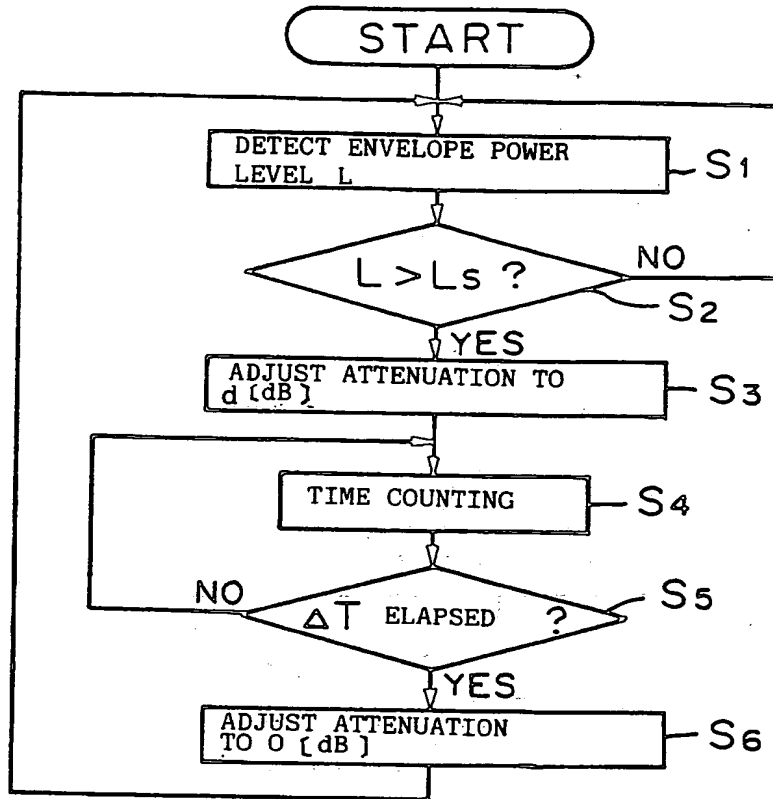 START
DETECT ENVELOPE POWER
LEVEL L
S1
L > Ls ?
NO
S2
YES
ADJUST ATTENUATION TO
d [dB]
S3
TIME COUNTING
S4
NO
ΔT ELAPSED ?
S5
YES
ADJUST ATTENUATION
TO O [dB]
S6